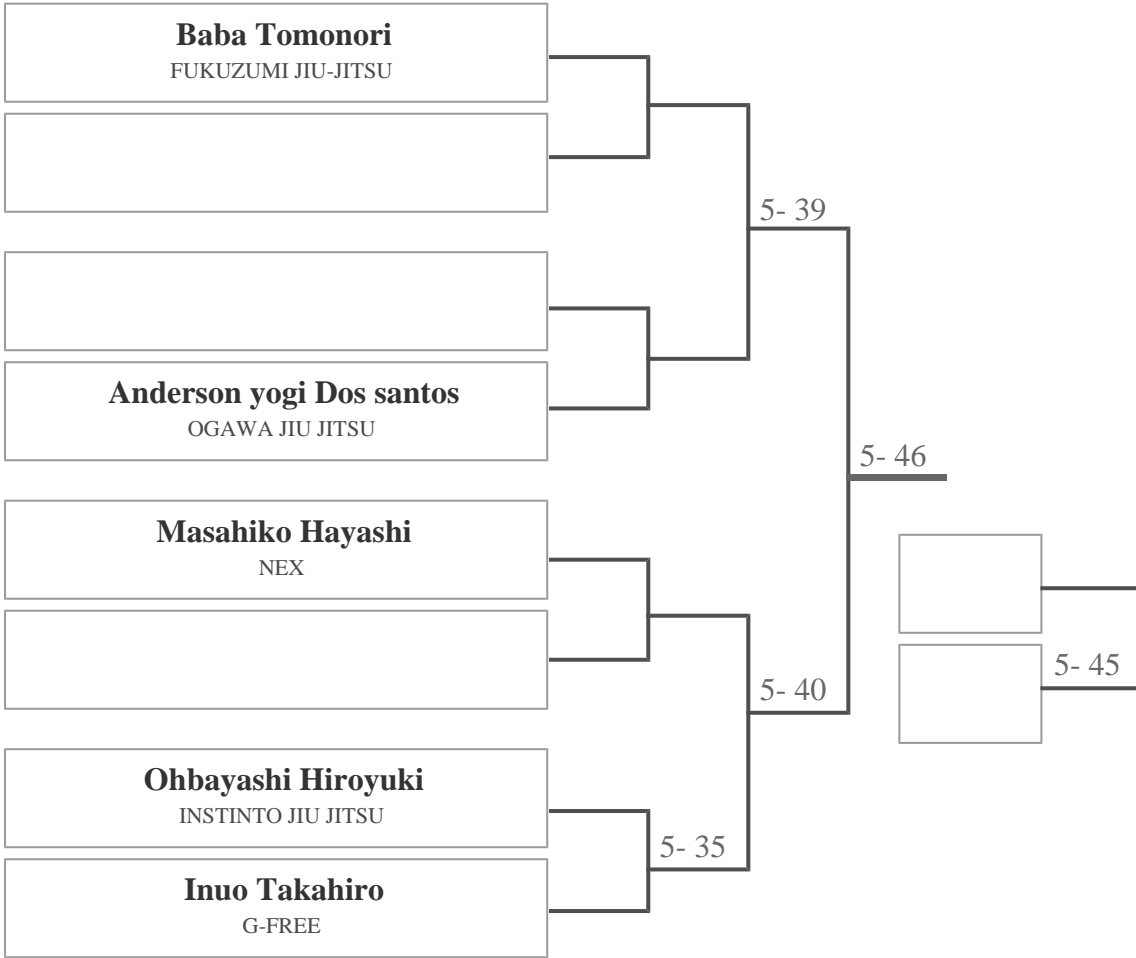 Baba Tomonori
FUKUZUMI JIU-JITSU
5- 39
Anderson yogi Dos santos
OGAWA JIU JITSU
5- 46
Masahiko Hayashi
NEX
5- 45
5- 40
Ohbayashi Hiroyuki
INSTINTO JIU JITSU
5- 35
Inuo Takahiro
G-FREE